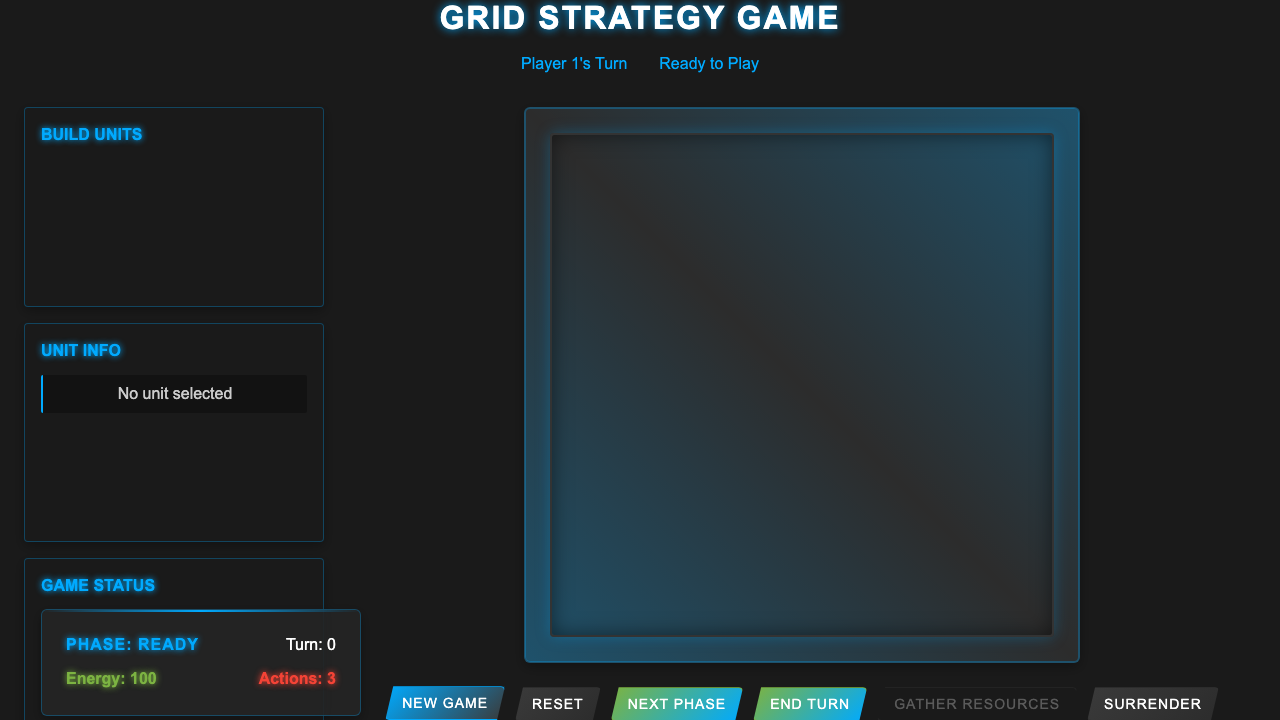 GRID STRATEGY GAME
Player 1's Turn Ready to Play
BUILD UNITS
UNIT INFO
No unit selected
GAME STATUS
PHASE: READY Turn: 0
Energy: 100 Actions: 3
NEW GAME RESET NEXT PHASE END TURN GATHER RESOURCES SURRENDER